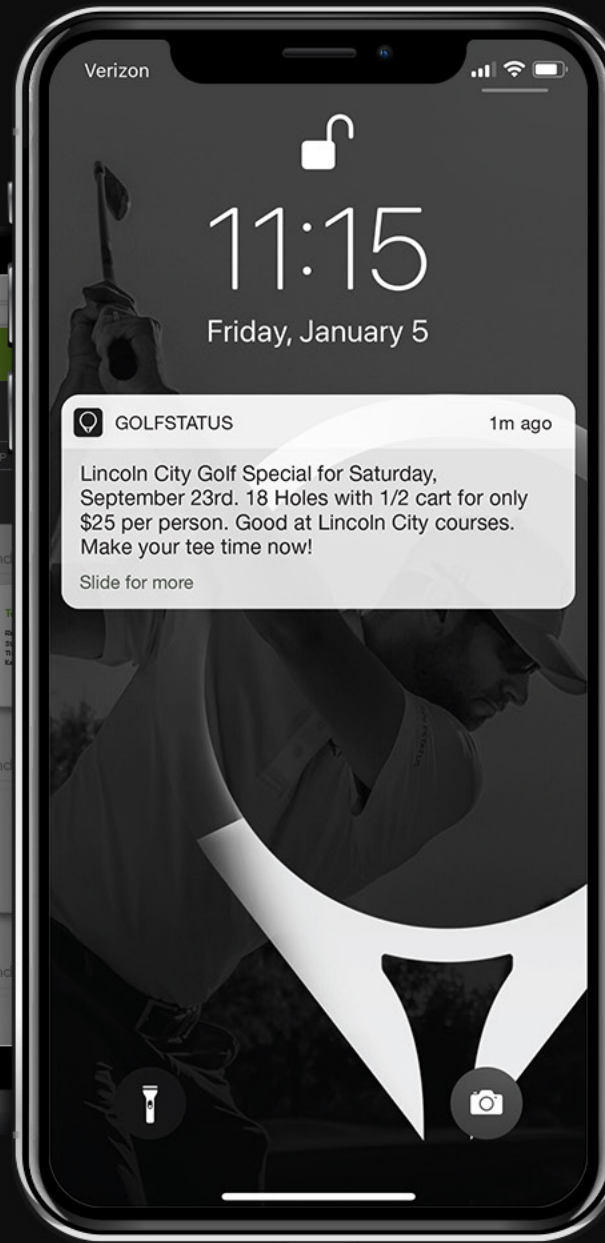 Verizon
11:15
Friday, January 5
GOLFSTATUS
1m ago
Lincoln City Golf Special for Saturday,
September 23rd. 18 Holes with 1/2 cart for only
$25 per person. Good at Lincoln City courses.
Make your tee time now!
Slide for more